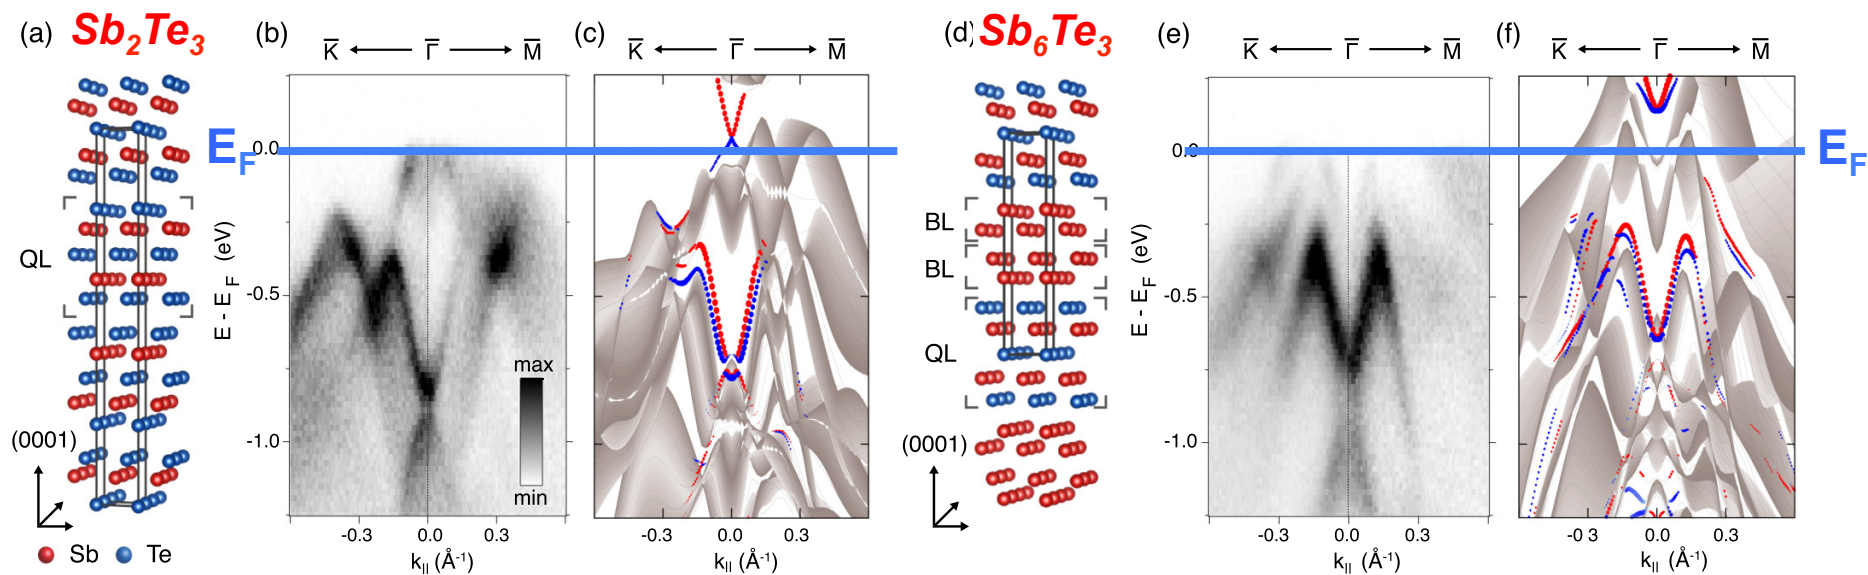 (a) Sb2Te3
(b)
K̅ Γ̅ M̅
(c)
K̅ Γ̅ M̅
(d) Sb6Te3
(e)
K̅ Γ̅ M̅
(f)
K̅ Γ̅ M̅
EF
0.0
-0.5
-1.0
E - EF (eV)
max
min
QL
(0001)
Sb Te
-0.3 0.0 0.3
k|| (Å-1)
-0.3 0.0 0.3
k|| (Å-1)
BL
BL
QL
(0001)
0.0
-0.5
-1.0
E - EF (eV)
-0.3 0.0 0.3
k|| (Å-1)
-0 3 0.0 0.3
k|| (Å-1)
EF